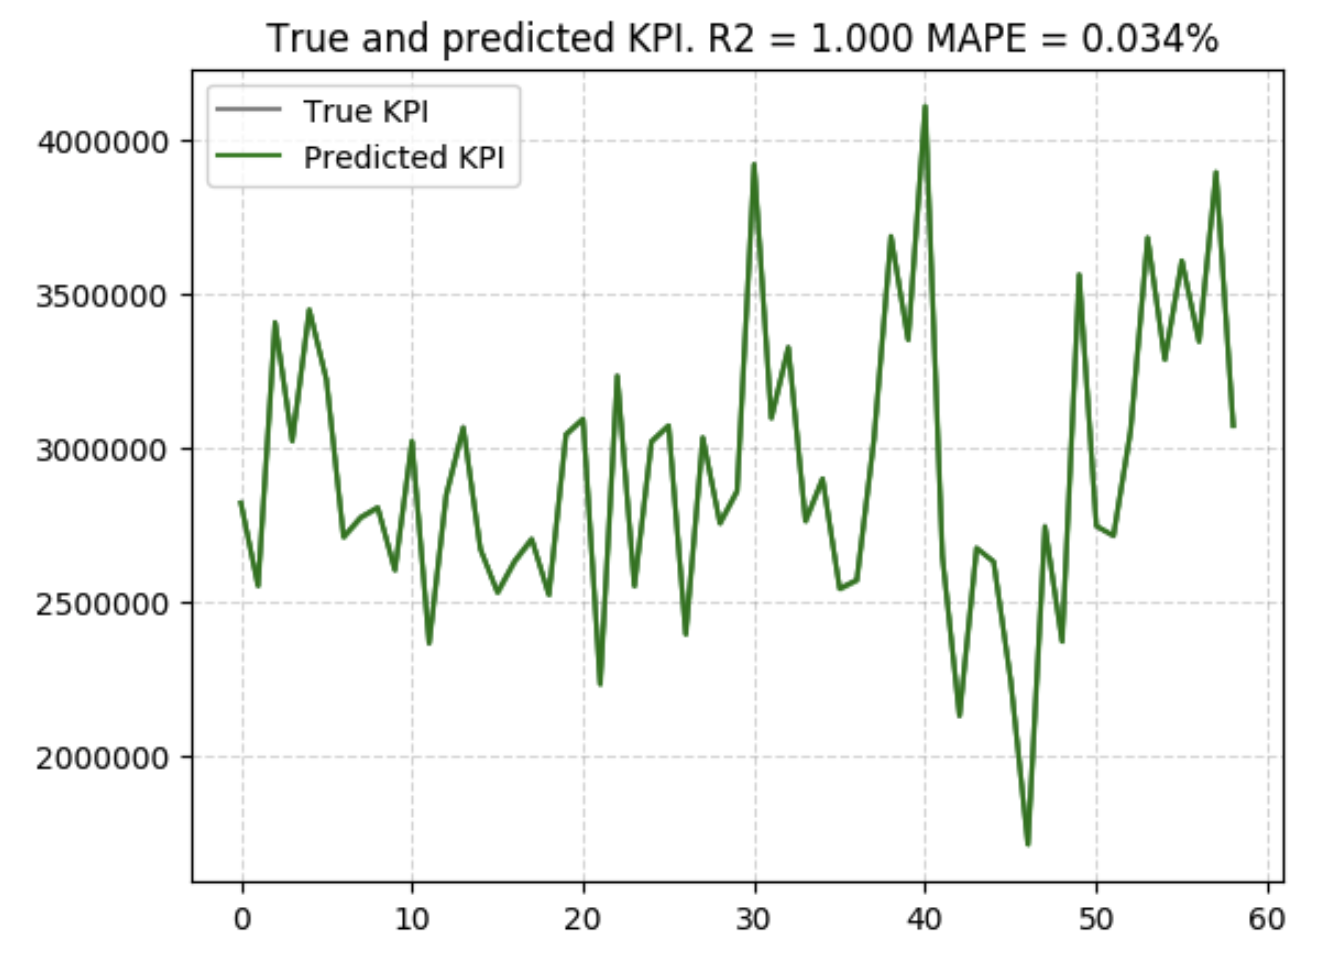 True and predicted KPI. R2 = 1.000 MAPE = 0.034%
True KPI
Predicted KPI
4000000
3500000
3000000
2500000
2000000
0 10 20 30 40 50 60